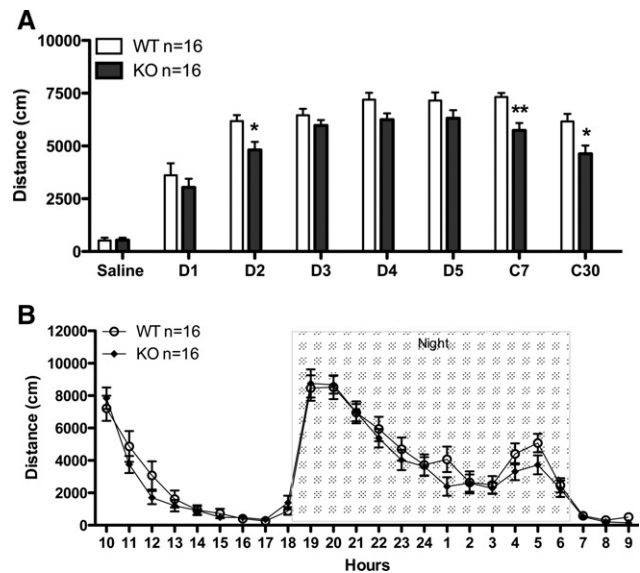 A
WT n=16
KO n=16
Distance (cm)
10000
7500
5000
2500
0
* ** *
Saline D1 D2 D3 D4 D5 C7 C30
B
WT n=16
KO n=16
Night
Distance (cm)
12000
10000
8000
6000
4000
2000
0
10 11 12 13 14 15 16 17 18 19 20 21 22 23 24 1 2 3 4 5 6 7 8 9
Hours